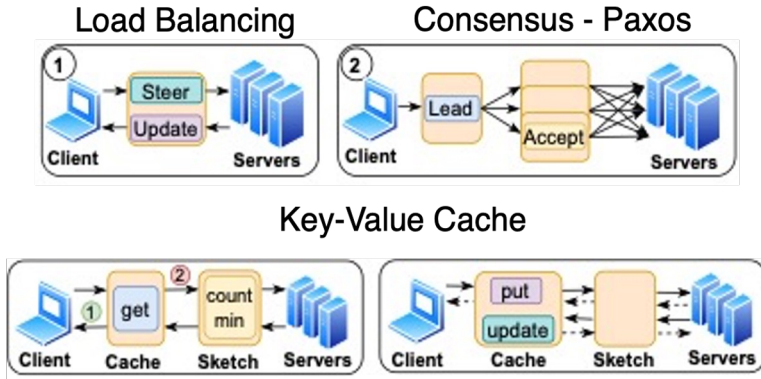 Load Balancing
Consensus - Paxos
1
Steer
Update
Client
Servers
2
Lead
Accept
Client
Servers
Key-Value Cache
1
2
get
count
min
Client
Cache
Sketch
Servers
put
update
Client
Cache
Sketch
Servers